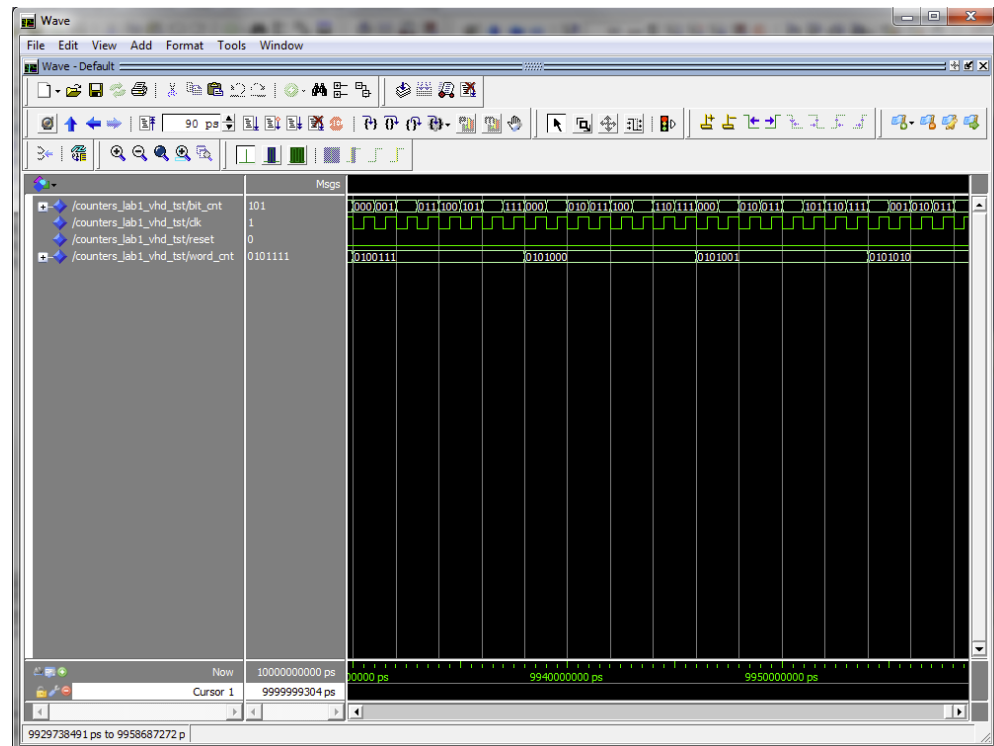 Wave
File Edit View Add Format Tools Window
Wave - Default
90 ps
Msgs
/counters_lab1_vhd_tst/bit_cnt 101 000 001 011 100 101 111 000 010 011 100 110 111 000 010 011 101 110 111 001 010 011
/counters_lab1_vhd_tst/clk 1
/counters_lab1_vhd_tst/reset 0
/counters_lab1_vhd_tst/word_cnt 0101111 0100111 0101000 0101001 0101010
Now 10000000000 ps 00000 ps 9940000000 ps 9950000000 ps
Cursor 1 9999999304 ps
9929738491 ps to 9958687272 p